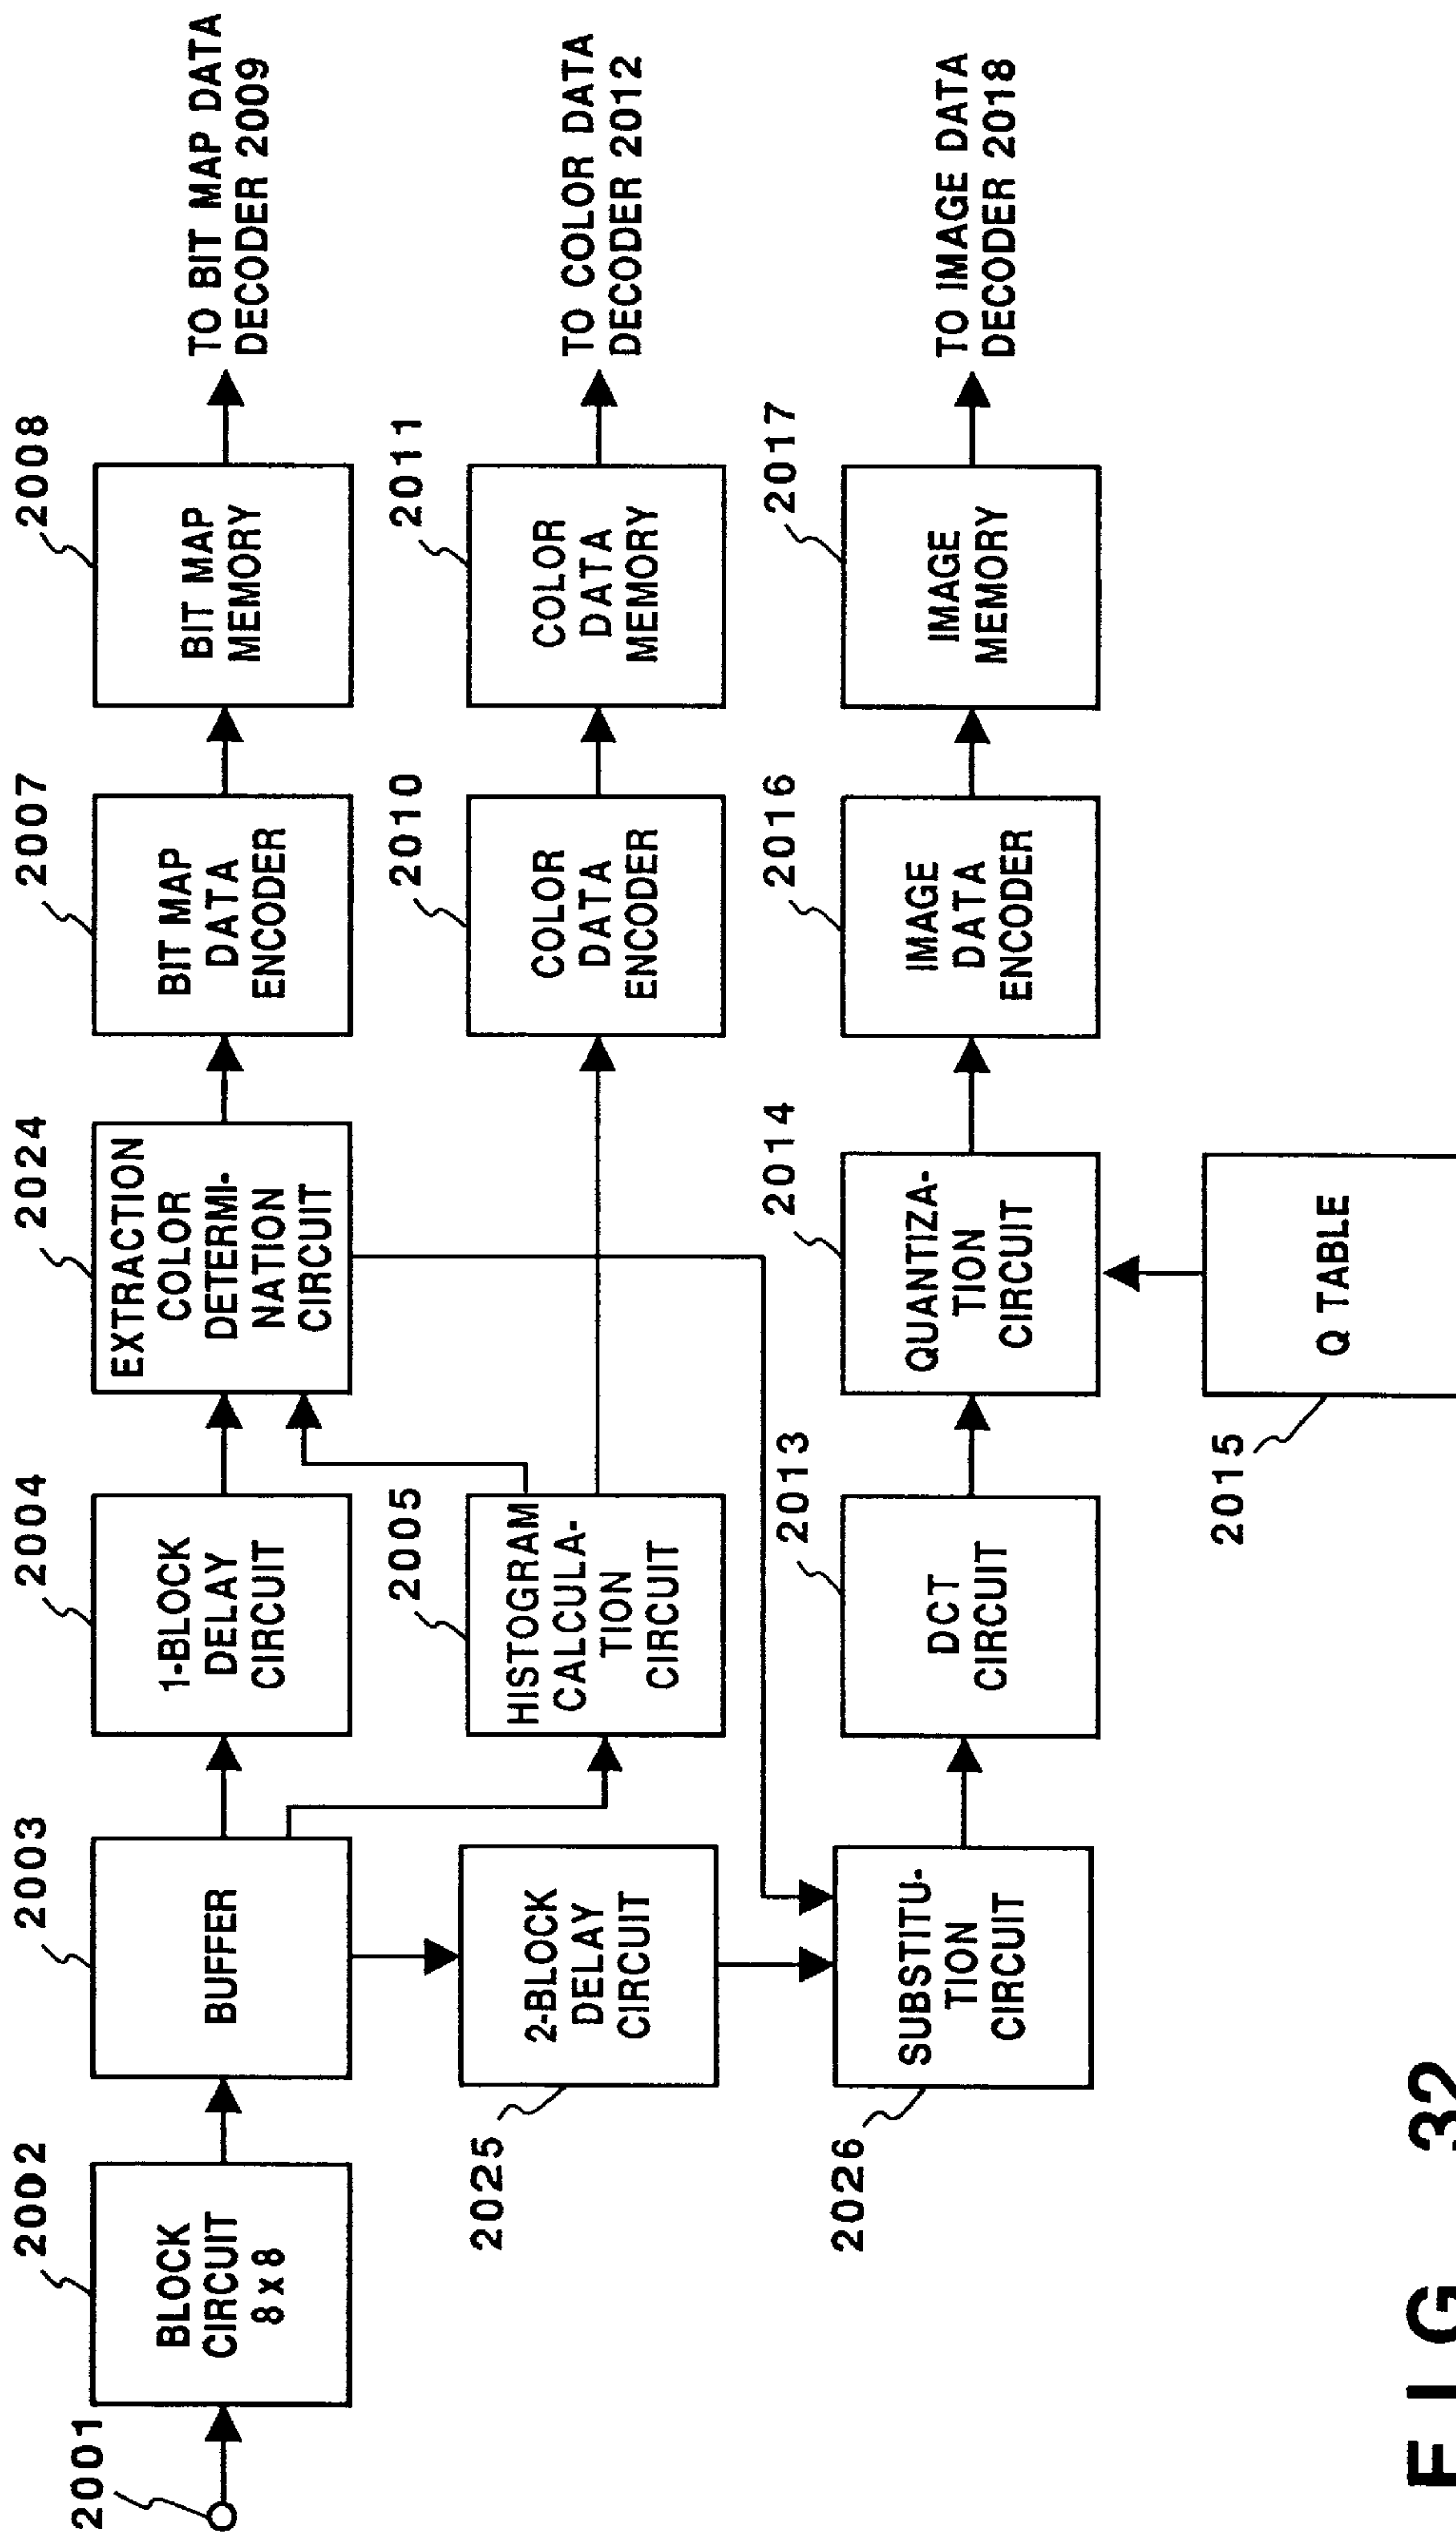 2001
2002
BLOCK
CIRCUIT
8 x 8
2003
BUFFER
2004
1-BLOCK
DELAY
CIRCUIT
2024
EXTRACTION
COLOR
DETERMI-
NATION
CIRCUIT
2007
BIT MAP
DATA
ENCODER
2008
BIT MAP
MEMORY
TO BIT MAP DATA
DECODER 2009
2025
2-BLOCK
DELAY
CIRCUIT
2005
HISTOGRAM
CALCULA-
TION
CIRCUIT
2010
COLOR
DATA
ENCODER
2011
COLOR
DATA
MEMORY
TO COLOR DATA
DECODER 2012
2026
SUBSTITU-
TION
CIRCUIT
2013
DCT
CIRCUIT
2014
QUANTIZA-
TION
CIRCUIT
2016
IMAGE
DATA
ENCODER
2017
IMAGE
MEMORY
TO IMAGE DATA
DECODER 2018
2015
Q TABLE
FIG. 32